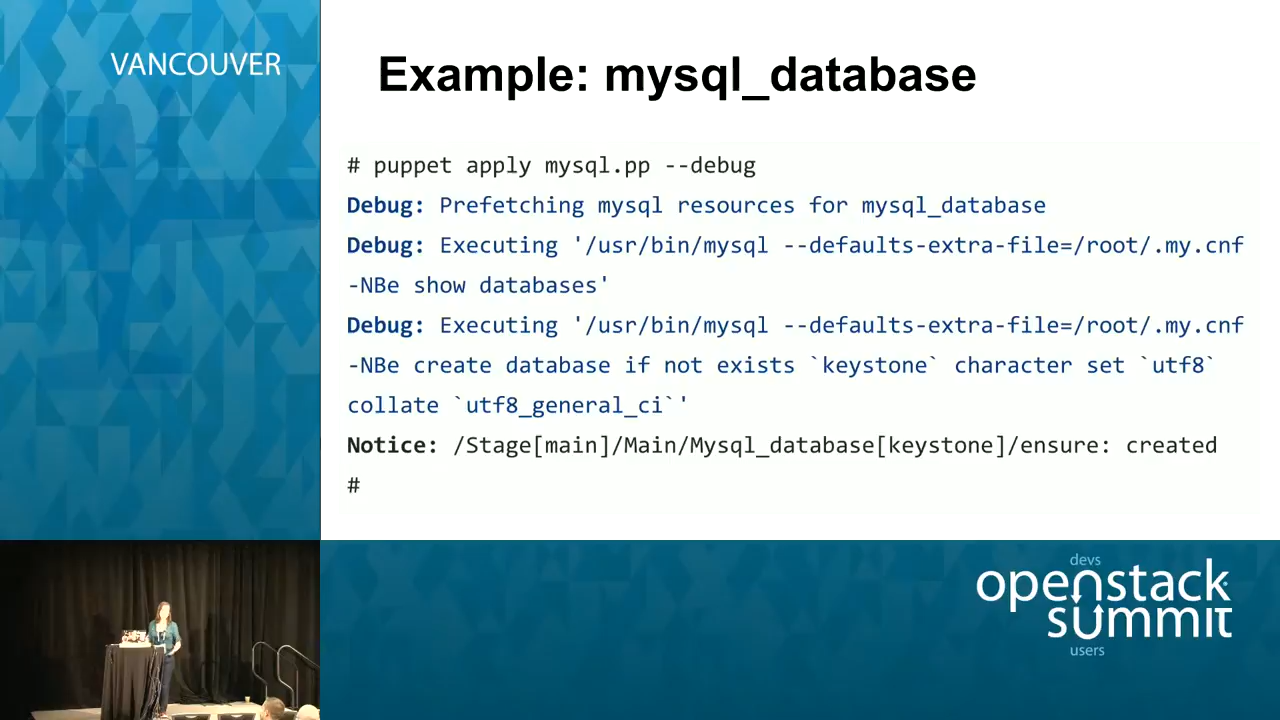 VANCOUVER
Example: mysql_database
# puppet apply mysql.pp --debug
Debug: Prefetching mysql resources for mysql_database
Debug: Executing '/usr/bin/mysql --defaults-extra-file=/root/.my.cnf
-NBe show databases'
Debug: Executing '/usr/bin/mysql --defaults-extra-file=/root/.my.cnf
-NBe create database if not exists `keystone` character set `utf8`
collate `utf8_general_ci`'
Notice: /Stage[main]/Main/Mysql_database[keystone]/ensure: created
#
devs
openstack
summit
users